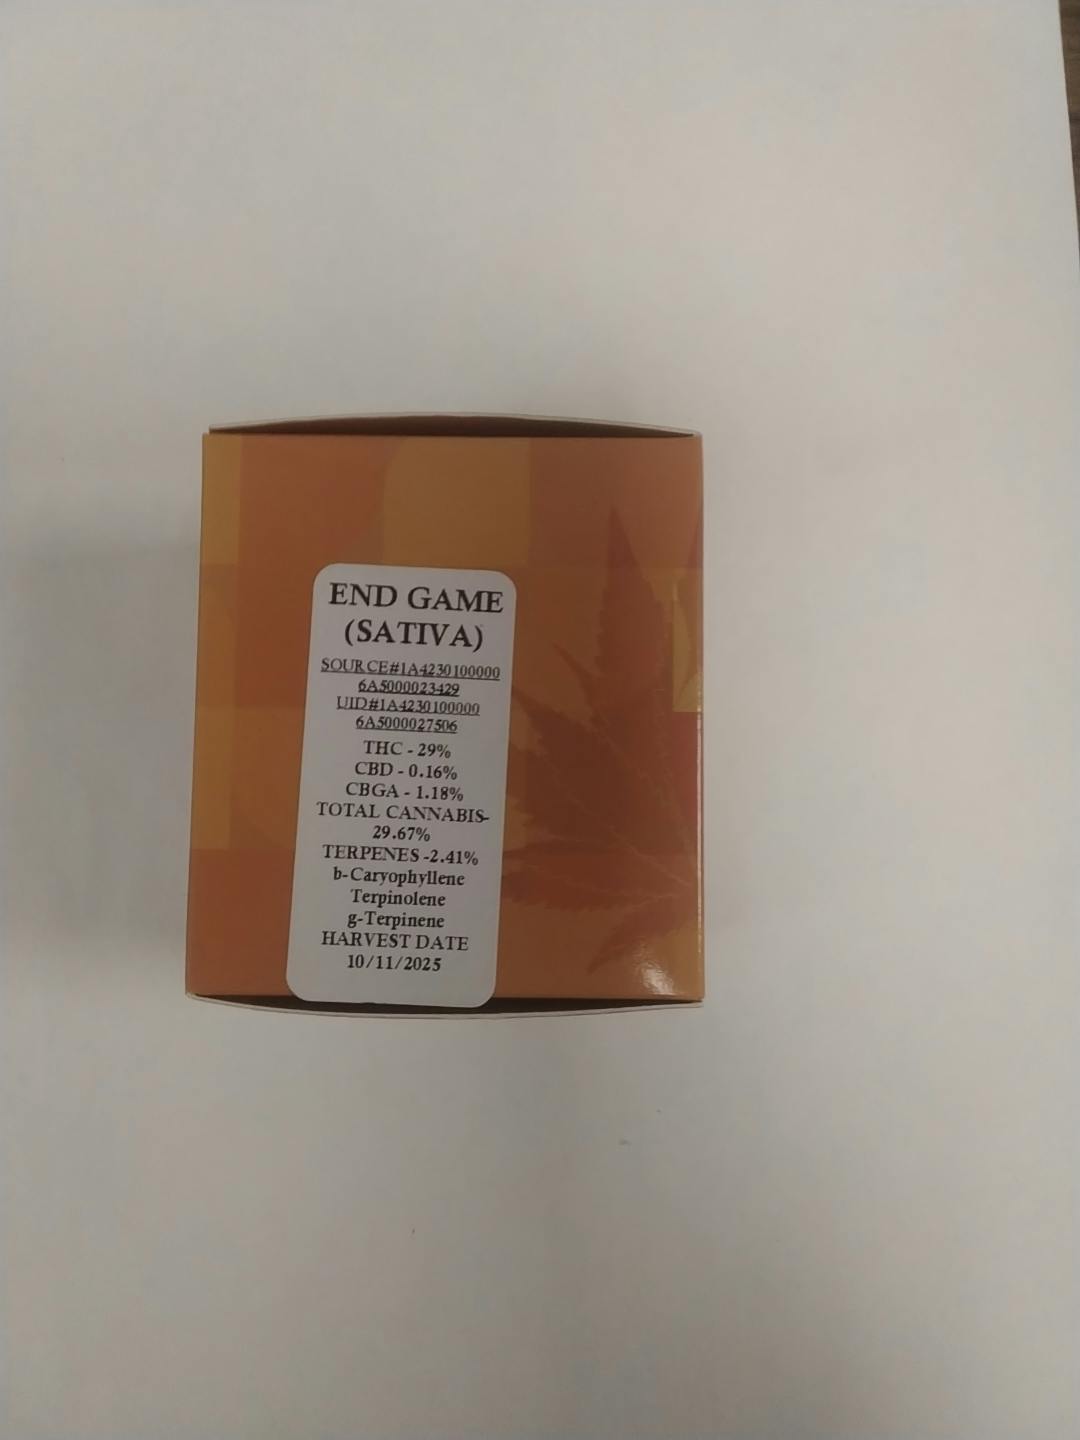 END GAME
(SATIVA)
SOURCE#1A4230100000
6A5000023429
UID#1A4230100000
6A5000027506
THC - 29%
CBD - 0.16%
CBGA - 1.18%
TOTAL CANNABIS-
29.67%
TERPENES -2.41%
b-Caryophyllene
Terpinolene
g-Terpinene
HARVEST DATE
10/11/2025